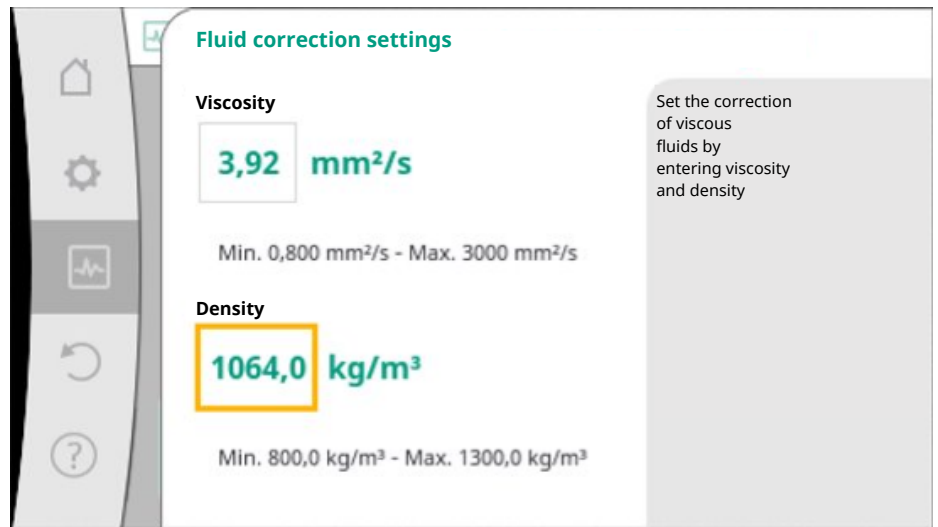 Fluid correction settings
Viscosity
3,92 mm²/s
Min. 0,800 mm²/s - Max. 3000 mm²/s
Density
1064,0 kg/m³
Min. 800,0 kg/m³ - Max. 1300,0 kg/m³
Set the correction
of viscous
fluids by
entering viscosity
and density
?